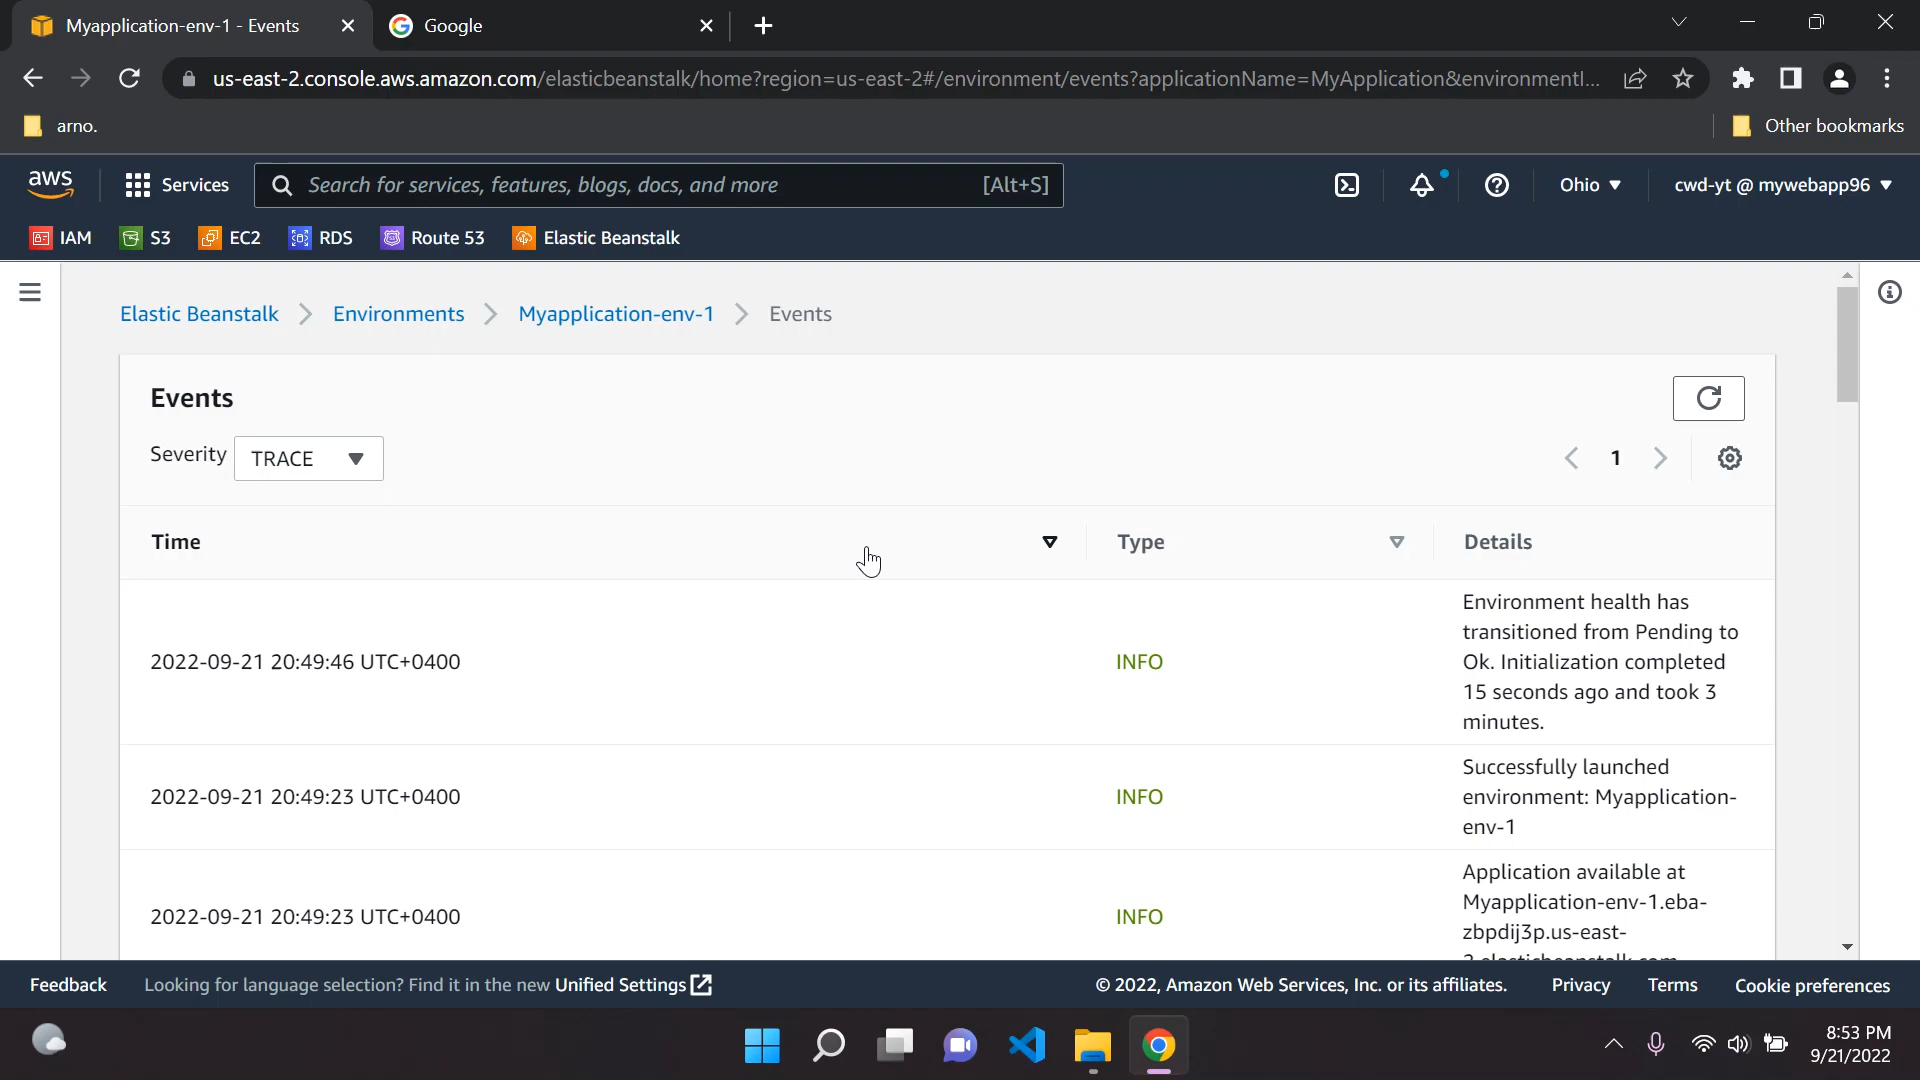 Myapplication-env-1 - Events
Google
us-east-2.console.aws.amazon.com/elasticbeanstalk/home?region=us-east-2#/environment/events?applicationName=MyApplication&environmentI...
arno.
Other bookmarks
aws
Services
Search for services, features, blogs, docs, and more
[Alt+S]
Ohio
cwd-yt @ mywebapp96
IAM
S3
EC2
RDS
Route 53
Elastic Beanstalk
Elastic Beanstalk
Environments
Myapplication-env-1
Events
Events
Severity
TRACE
1
Time
Type
Details
2022-09-21 20:49:46 UTC+0400
INFO
Environment health has
transitioned from Pending to
Ok. Initialization completed
15 seconds ago and took 3
minutes.
2022-09-21 20:49:23 UTC+0400
INFO
Successfully launched
environment: Myapplication-
env-1
2022-09-21 20:49:23 UTC+0400
INFO
Application available at
Myapplication-env-1.eba-
zbpdij3p.us-east-
2.elasticbeanstalk.com
Feedback
Looking for language selection? Find it in the new Unified Settings
© 2022, Amazon Web Services, Inc. or its affiliates.
Privacy
Terms
Cookie preferences
8:53 PM
9/21/2022